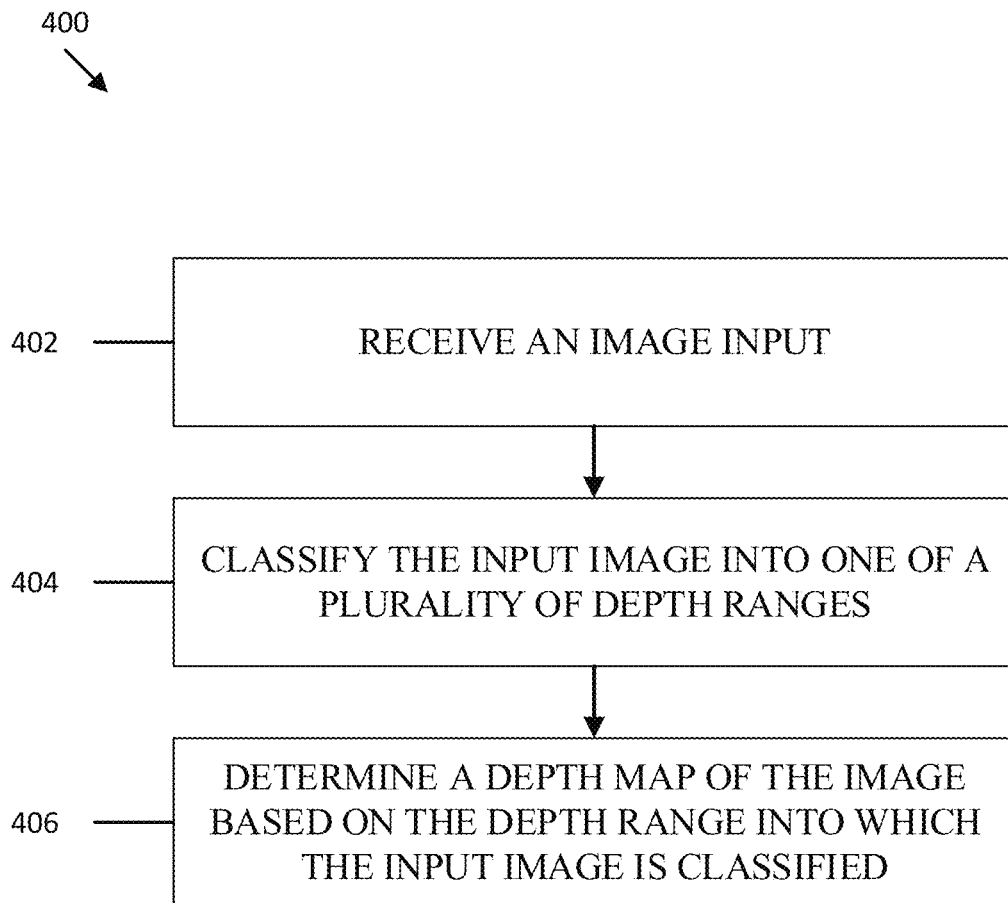 400
402
RECEIVE AN IMAGE INPUT
404
CLASSIFY THE INPUT IMAGE INTO ONE OF A
PLURALITY OF DEPTH RANGES
406
DETERMINE A DEPTH MAP OF THE IMAGE
BASED ON THE DEPTH RANGE INTO WHICH
THE INPUT IMAGE IS CLASSIFIED